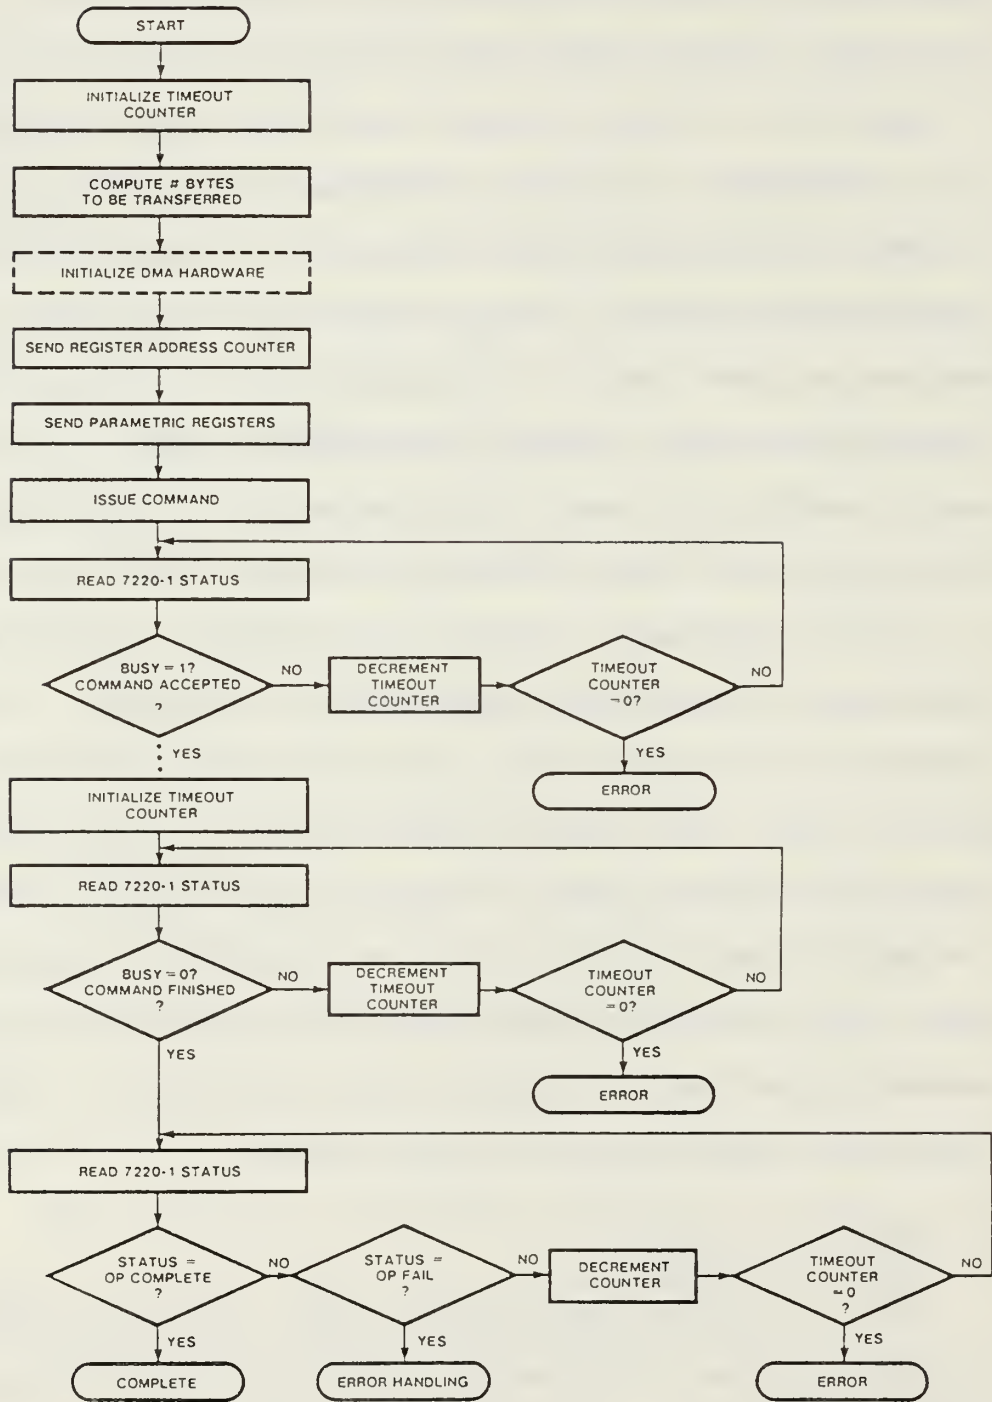 START
INITIALIZE TIMEOUT
COUNTER
COMPUTE # BYTES
TO BE TRANSFERRED
INITIALIZE DMA HARDWARE
SEND REGISTER ADDRESS COUNTER
SEND PARAMETRIC REGISTERS
ISSUE COMMAND
READ 7220-1 STATUS
BUSY = 1?
COMMAND ACCEPTED
?
NO
DECREMENT
TIMEOUT
COUNTER
TIMEOUT
COUNTER
= 0?
NO
YES
YES
ERROR
INITIALIZE TIMEOUT
COUNTER
READ 7220-1 STATUS
BUSY = 0?
COMMAND FINISHED
?
NO
DECREMENT
TIMEOUT
COUNTER
TIMEOUT
COUNTER
= 0?
NO
YES
YES
ERROR
READ 7220-1 STATUS
STATUS =
OP COMPLETE
?
NO
STATUS =
OP FAIL
?
NO
DECREMENT
COUNTER
TIMEOUT
COUNTER
= 0
?
NO
YES
YES
YES
COMPLETE
ERROR HANDLING
ERROR